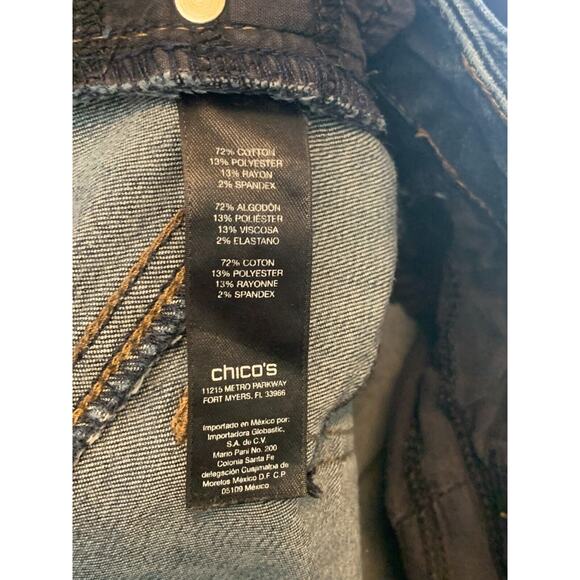 72% COTTON
13% POLYESTER
13% RAYON
2% SPANDEX
72% ALGODÓN
13% POLIÉSTER
13% VISCOSA
2% ELASTANO
72% COTON
13% POLYESTER
13% RAYONNE
2% SPANDEX
chico's
11215 METRO PARKWAY
FORT MYERS, FL 33966
Importado en México por:
Importadora Globastic,
S.A. de C.V.
Mario Pani No. 200
Colonia Santa Fe
delegación Cuajimalpa de
Morelos México D.F. C.P
05109 México